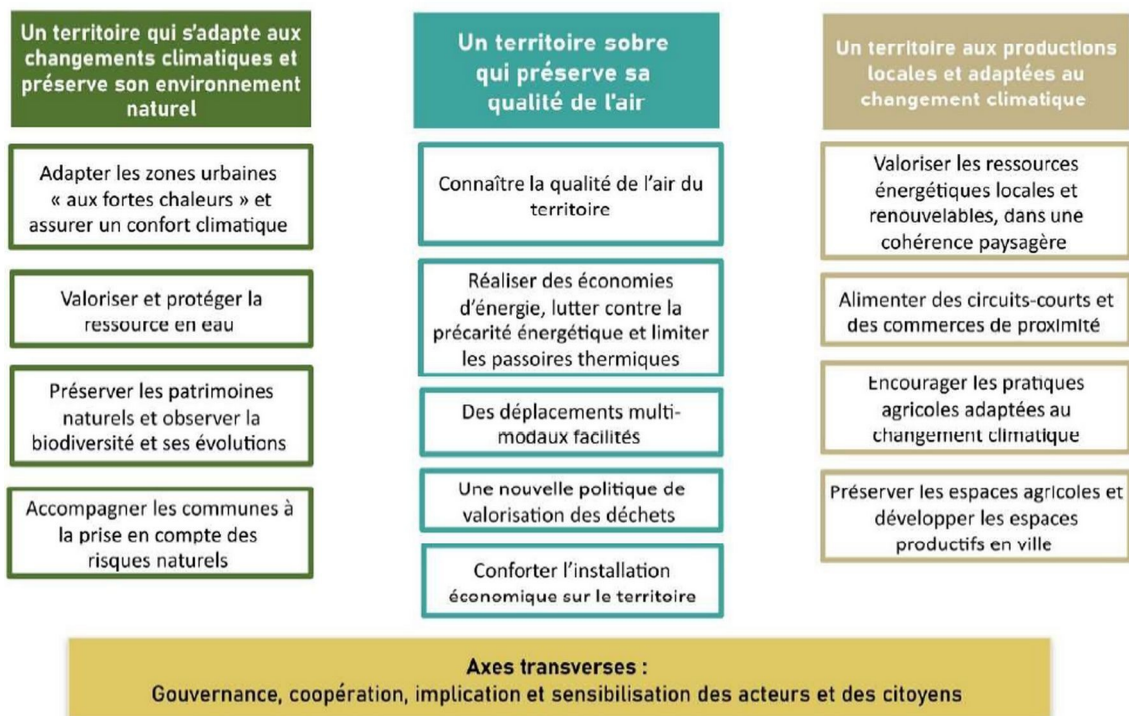 Un territoire qui s'adapte aux
changements climatiques et
préserve son environnement
naturel
Adapter les zones urbaines
« aux fortes chaleurs » et
assurer un confort climatique
Valoriser et protéger la
ressource en eau
Préserver les patrimoines
naturels et observer la
biodiversité et ses évolutions
Accompagner les communes à
la prise en compte des
risques naturels
Un territoire sobre
qui préserve sa
qualité de l'air
Connaître la qualité de l'air du
territoire
Réaliser des économies
d'énergie, lutter contre la
précarité énergétique et limiter
les passoires thermiques
Des déplacements multi-
modaux facilités
Une nouvelle politique de
valorisation des déchets
Conforter l'installation
économique sur le territoire
Un territoire aux productions
locales et adaptées au
changement climatique
Valoriser les ressources
énergétiques locales et
renouvelables, dans une
cohérence paysagère
Alimenter des circuits-courts et
des commerces de proximité
Encourager les pratiques
agricoles adaptées au
changement climatique
Préserver les espaces agricoles et
développer les espaces
productifs en ville
Axes transverses :
Gouvernance, coopération, implication et sensibilisation des acteurs et des citoyens